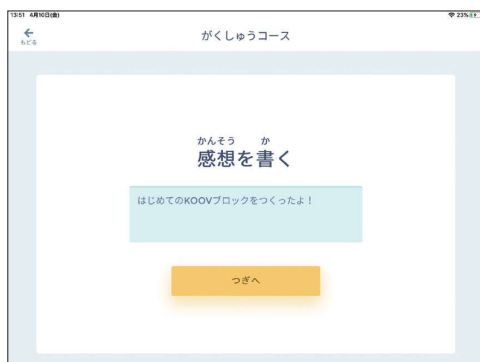 13:51 4月10日(金)
23%
もどる
がくしゅうコース
かんそう か
感想を書く
はじめてのKOOVブロックをつくったよ！
つぎへ